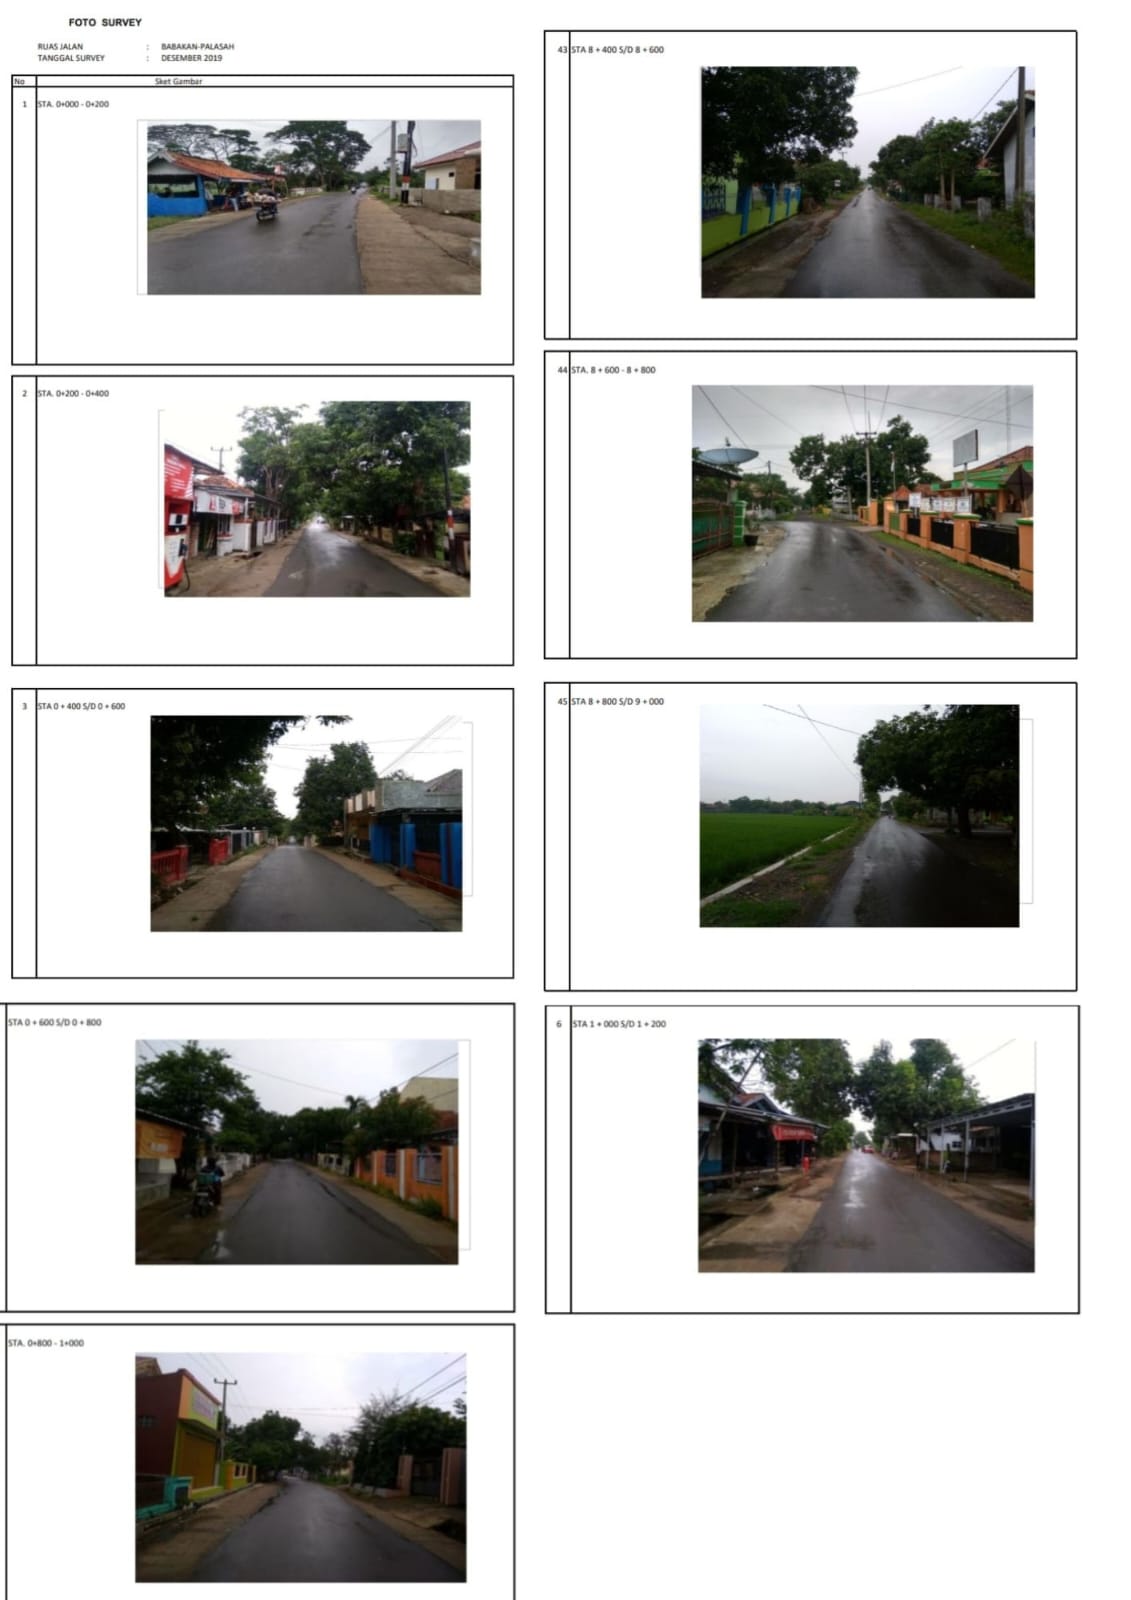 FOTO SURVEY
RUAS JALAN : BABAKAN-PALASAH
TANGGAL SURVEY : DESEMBER 2019
No Sket Gambar
1 STA. 0+000 - 0+200
2 STA. 0+200 - 0+400
3 STA 0 + 400 S/D 0 + 600
STA 0 + 600 S/D 0 + 800
STA. 0+800 - 1+000
43 STA 8 + 400 S/D 8 + 600
44 STA. 8 + 600 - 8 + 800
45 STA 8 + 800 S/D 9 + 000
6 STA 1 + 000 S/D 1 + 200